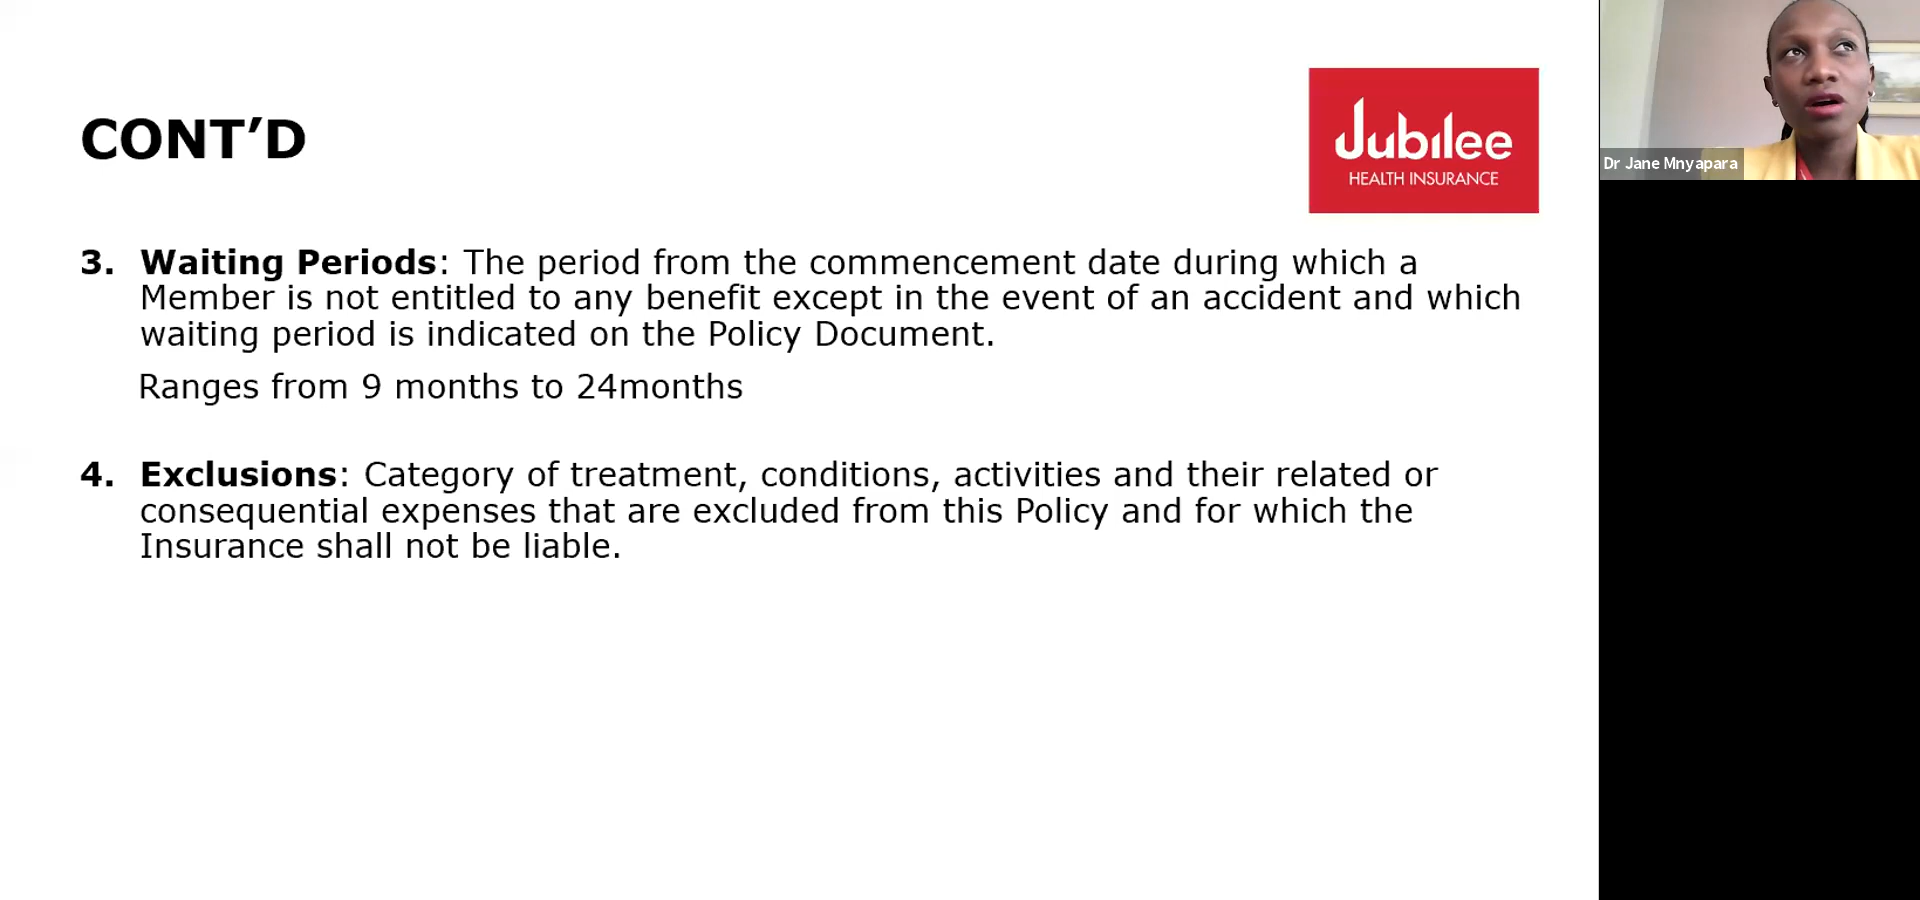 CONT’D
Jubilee
HEALTH INSURANCE
Dr Jane Mnyapara
3. Waiting Periods: The period from the commencement date during which a
Member is not entitled to any benefit except in the event of an accident and which
waiting period is indicated on the Policy Document.
Ranges from 9 months to 24months
4. Exclusions: Category of treatment, conditions, activities and their related or
consequential expenses that are excluded from this Policy and for which the
Insurance shall not be liable.